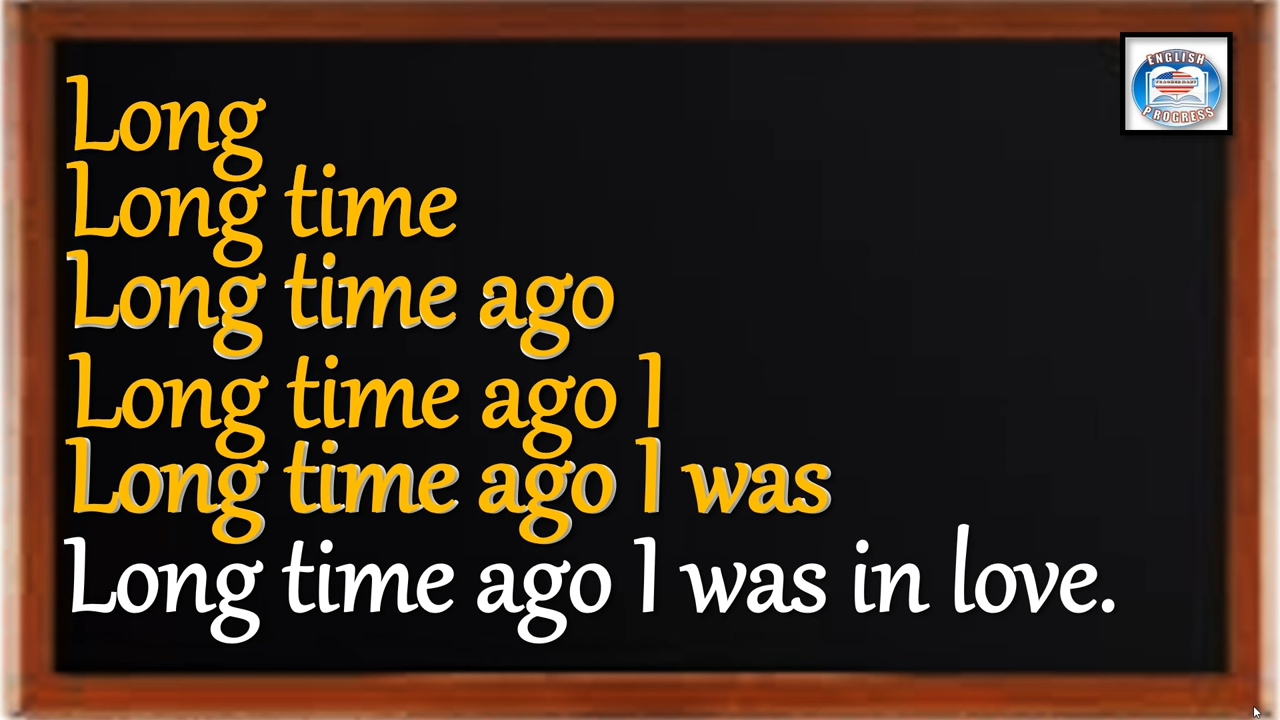 Long
Long time
Long time ago
Long time ago I
Long time ago I was
Long time ago I was in love.
ENGLISH
PROGRESS